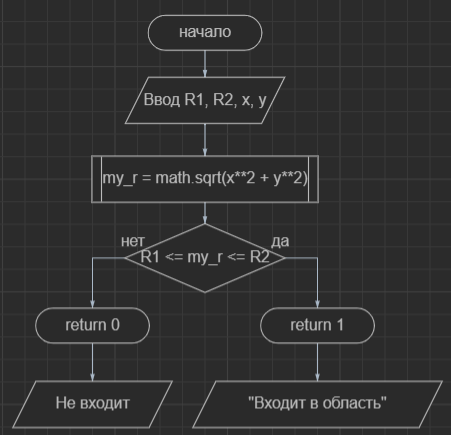 начало
Ввод R1, R2, x, y
my_r = math.sqrt(x**2 + y**2)
нет
да
R1 <= my_r <= R2
return 0
return 1
Не входит
"Входит в область"